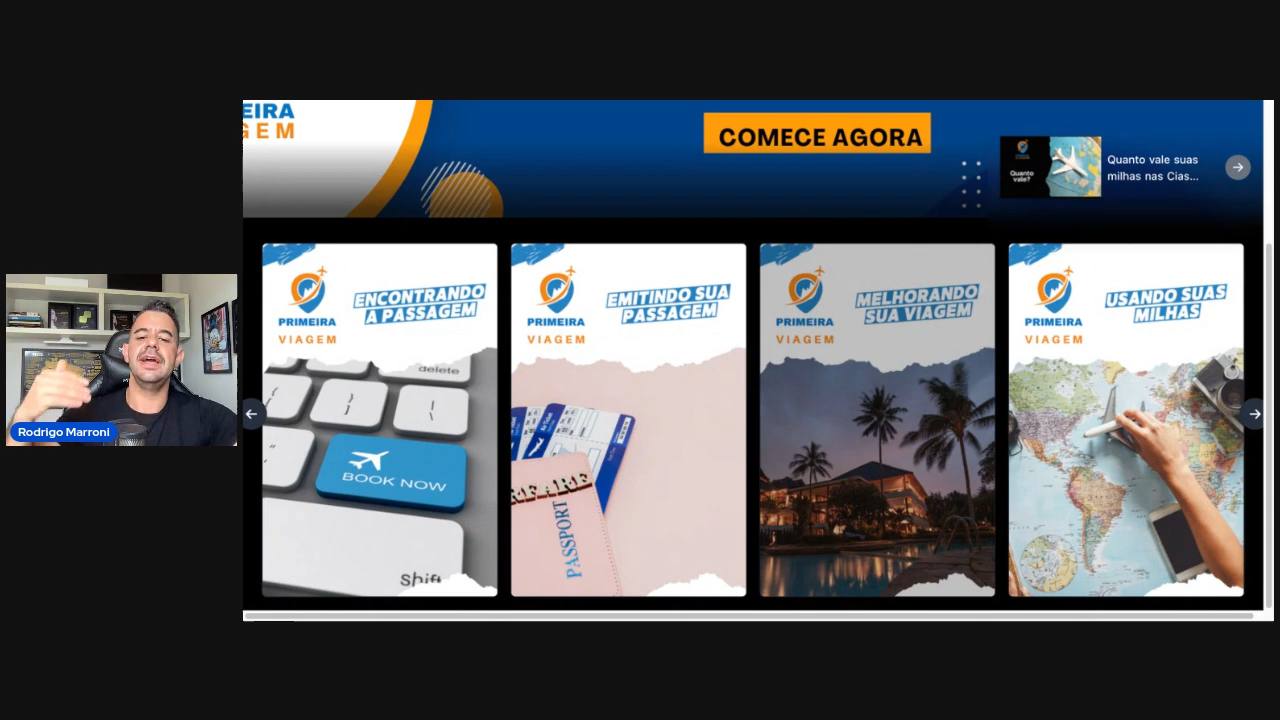 EIRA
GEM
COMECE AGORA
Quanto
vale?
Quanto vale suas
milhas nas Cias...
PRIMEIRA
VIAGEM
ENCONTRANDO
A PASSAGEM
delete
BOOK NOW
shift
PRIMEIRA
VIAGEM
EMITINDO SUA
PASSAGEM
PASSPORT
PRIMEIRA
VIAGEM
MELHORANDO
SUA VIAGEM
PRIMEIRA
VIAGEM
USANDO SUAS
MILHAS
Rodrigo Marroni